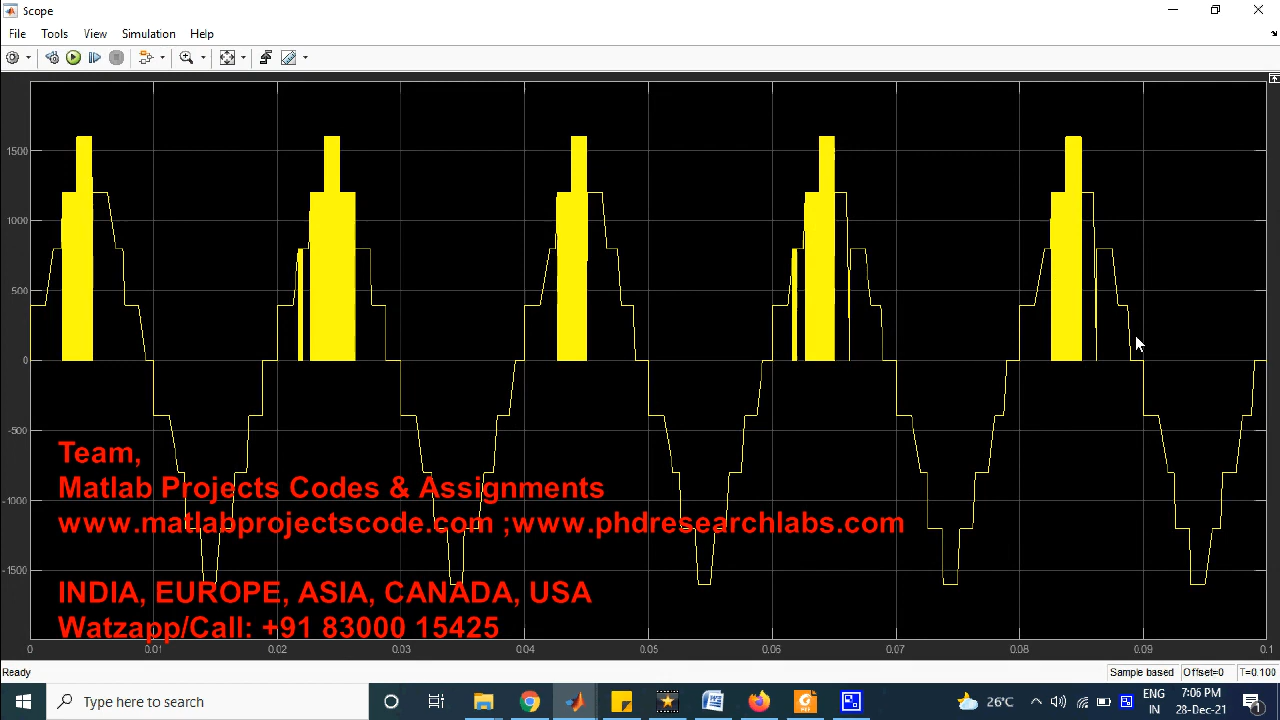 Scope
File Tools View Simulation Help
1500
1000
500
0
-500
-1000
-1500
0 0.01 0.02 0.03 0.04 0.05 0.06 0.07 0.08 0.09 0.1
Team,
Matlab Projects Codes & Assignments
www.matlabprojectscode.com ;www.phdresearchlabs.com
INDIA, EUROPE, ASIA, CANADA, USA
Watzapp/Call: +91 83000 15425
Ready Sample based Offset=0 T=0.100
Type here to search 26°C ENG 7:06 PM
IN 28-Dec-21 1